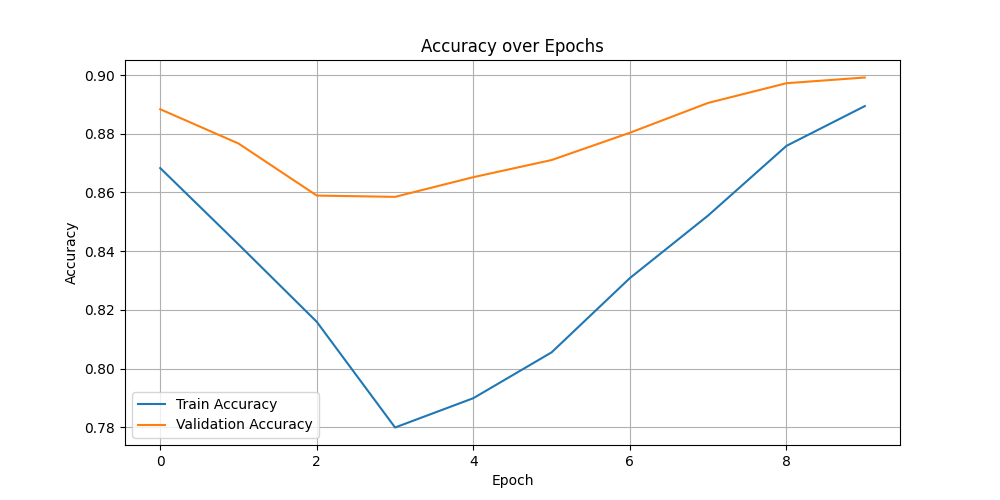 Accuracy over Epochs
Accuracy
0.90
0.88
0.86
0.84
0.82
0.80
0.78
Train Accuracy
Validation Accuracy
0 2 4 6 8
Epoch